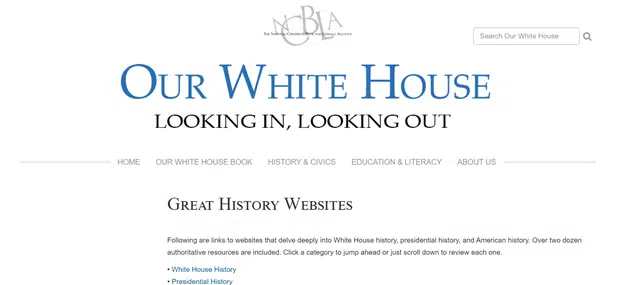 NCBLA
The National Children's Book and Literacy Alliance
Search Our White House
OUR WHITE HOUSE
LOOKING IN, LOOKING OUT
HOME OUR WHITE HOUSE BOOK HISTORY & CIVICS EDUCATION & LITERACY ABOUT US
GREAT HISTORY WEBSITES
Following are links to websites that delve deeply into White House history, presidential history, and American history. Over two dozen
authoritative resources are included. Click a category to jump ahead or just scroll down to review each one.
• White House History
• Presidential History